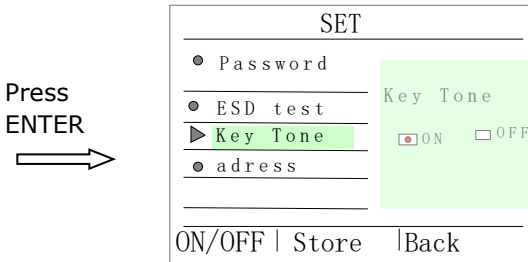 Press
ENTER
SET
Password
ESD test
Key Tone
adress
Key Tone
ON OFF
ON/OFF | Store | Back